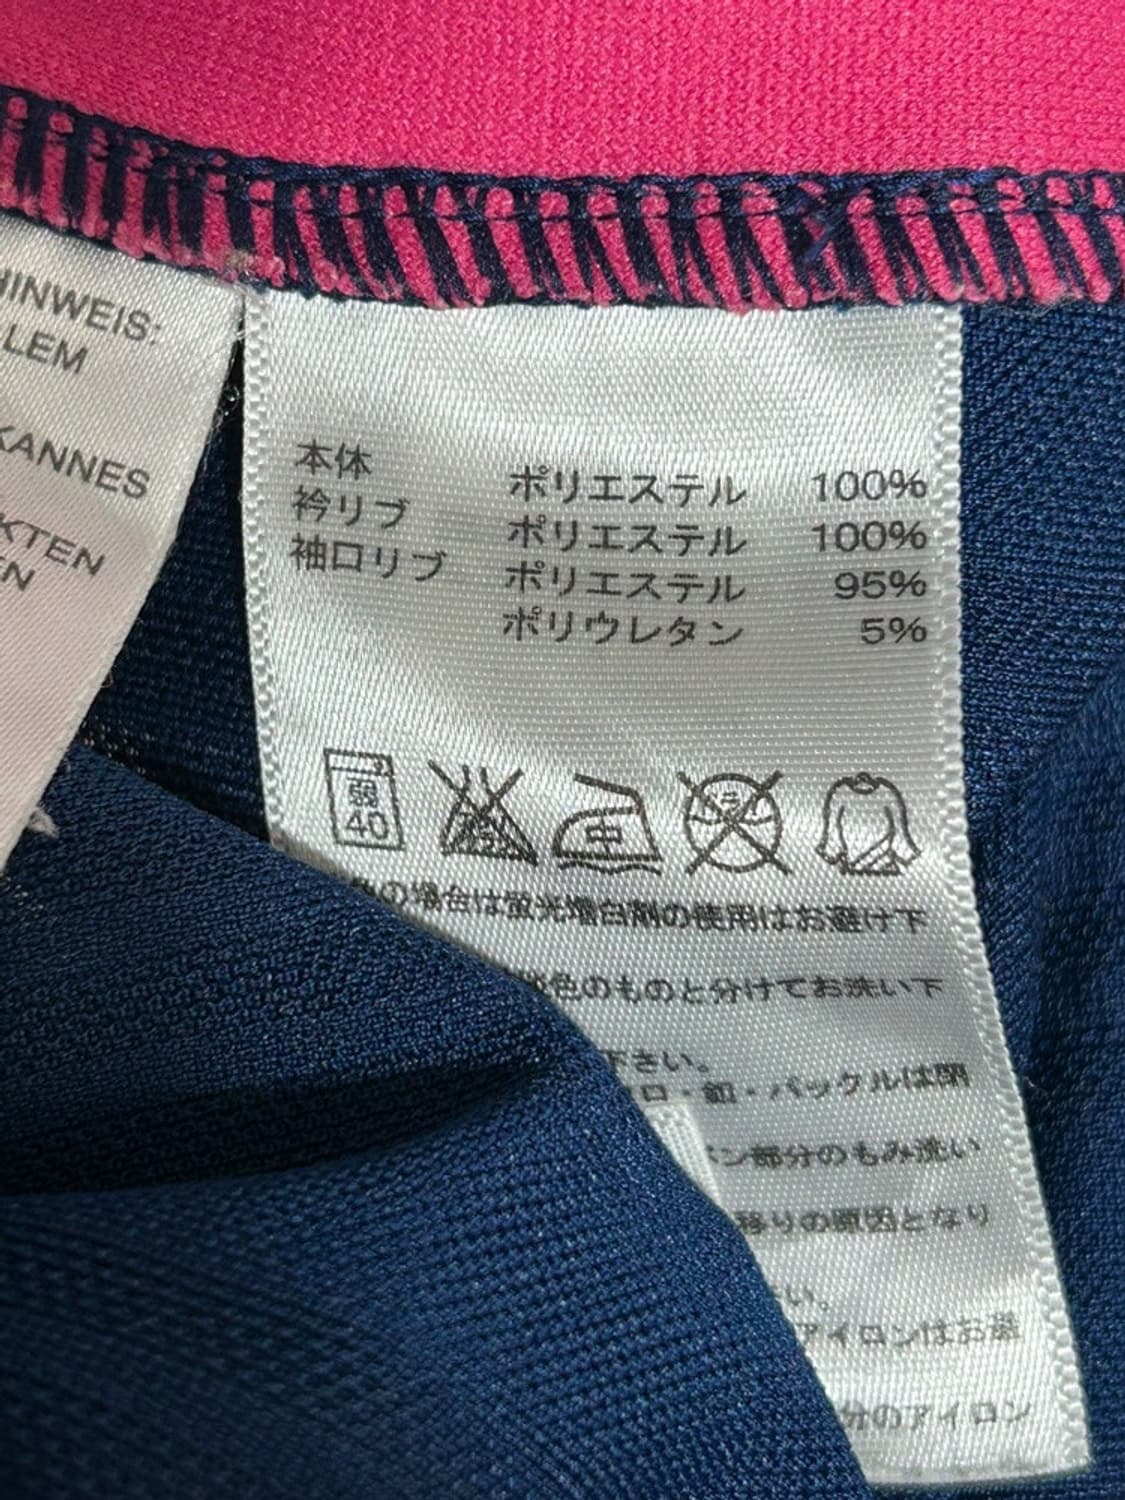 HINWEIS:
LLEM
KANNES
KTEN
EN
本体 ポリエステル 100%
衿リブ ポリエステル 100%
袖口リブ ポリエステル 95%
ポリウレタン 5%
弱
40
中
の場合は蛍光増白剤の使用はお避け下
色のものと分けてお洗い下
下さい。
口・釦・バックルは閉
ン部分のもみ洗い
移りの原因となり
い。
アイロンはお避
分のアイロン